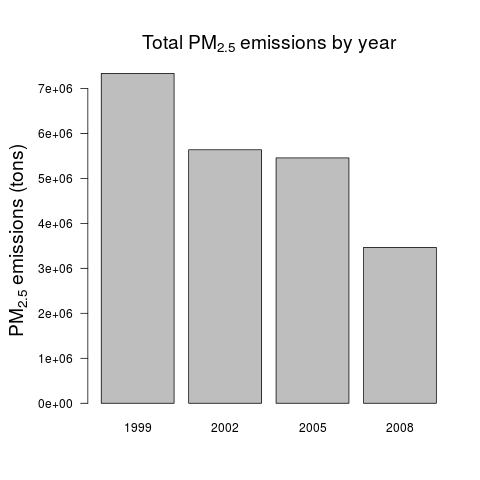 Total PM2.5 emissions by year
PM2.5 emissions (tons)
7e+06
6e+06
5e+06
4e+06
3e+06
2e+06
1e+06
0e+00
1999 2002 2005 2008